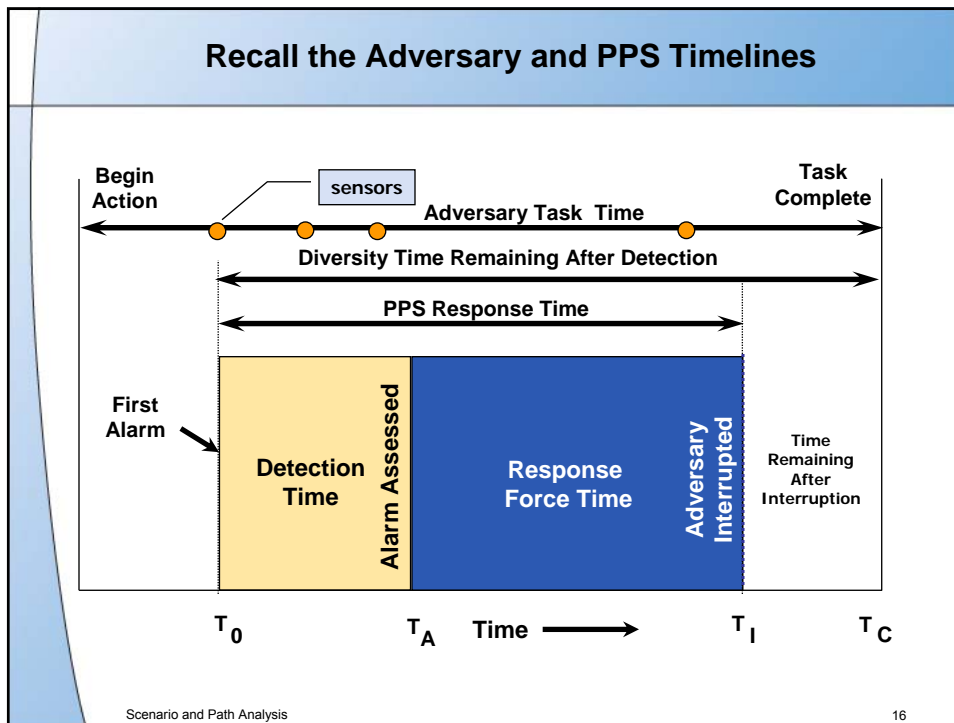 Recall the Adversary and PPS Timelines
Begin
Action
sensors
Task
Complete
Adversary Task Time
Diversity Time Remaining After Detection
PPS Response Time
First
Alarm
Detection
Time
Alarm Assessed
Response
Force Time
Adversary
Interrupted
Time
Remaining
After
Interruption
T0
TA
Time
TI
TC
Scenario and Path Analysis
16